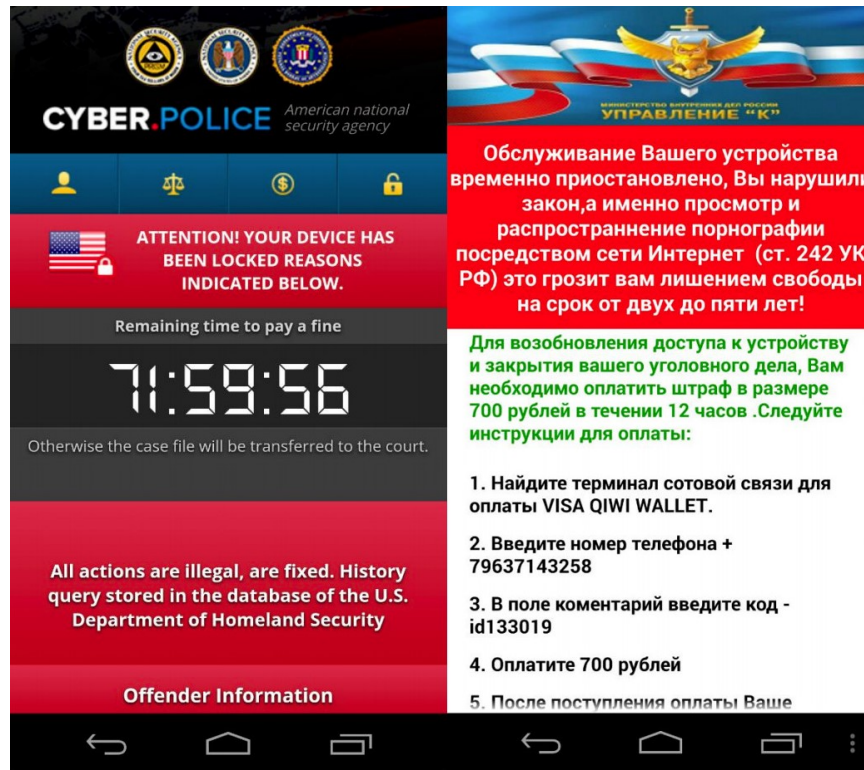 CYBER.POLICE
American national
security agency
ATTENTION! YOUR DEVICE HAS
BEEN LOCKED REASONS
INDICATED BELOW.
Remaining time to pay a fine
71:59:56
Otherwise the case file will be transferred to the court.
All actions are illegal, are fixed. History
query stored in the database of the U.S.
Department of Homeland Security
Offender Information
МИНИСТЕРСТВО ВНУТРЕННИХ ДЕЛ РОССИИ
УПРАВЛЕНИЕ "К"
Обслуживание Вашего устройства
временно приостановлено, Вы нарушили
закон,а именно просмотр и
распространнение порнографии
посредством сети Интернет (ст. 242 УК
РФ) это грозит вам лишением свободы
на срок от двух до пяти лет!
Для возобновления доступа к устройству
и закрытия вашего уголовного дела, Вам
необходимо оплатить штраф в размере
700 рублей в течении 12 часов .Следуйте
инструкции для оплаты:
1. Найдите терминал сотовой связи для
оплаты VISA QIWI WALLET.
2. Введите номер телефона +
79637143258
3. В поле коментарий введите код -
id133019
4. Оплатите 700 рублей
5. После поступления оплаты Ваше